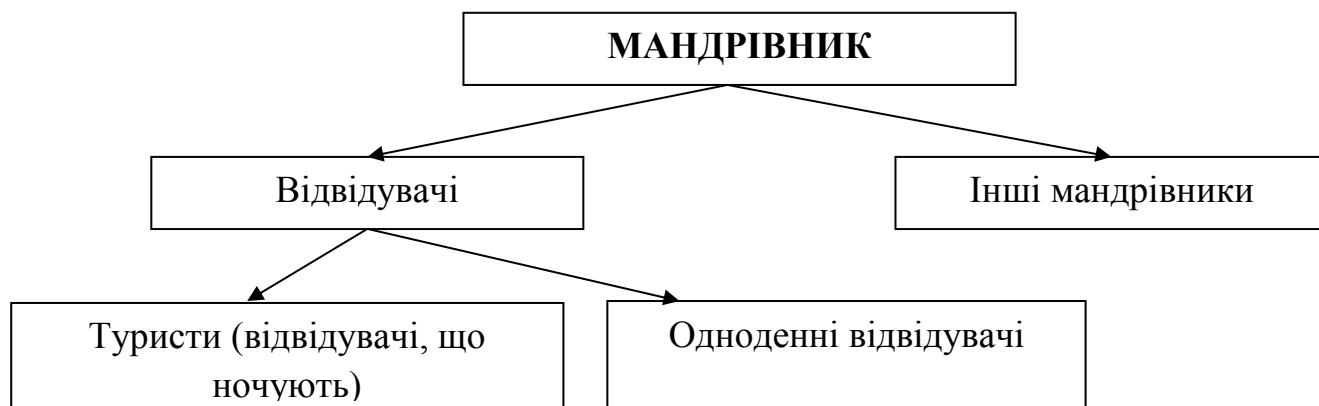 МАНДРІВНИК
Відвідувачі
Інші мандрівники
Туристи (відвідувачі, що
ночують)
Одноденні відвідувачі